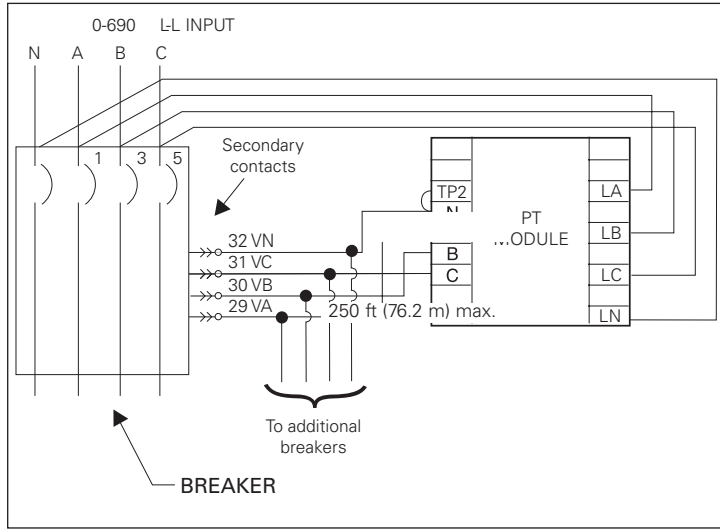 0-690 L-L INPUT
N A B C
1 3 5
Secondary
contacts
TP2
N
B
C
PT
MODULE
LA
LB
LC
LN
32 VN
31 VC
30 VB
29 VA
250 ft (76.2 m) max.
To additional
breakers
BREAKER